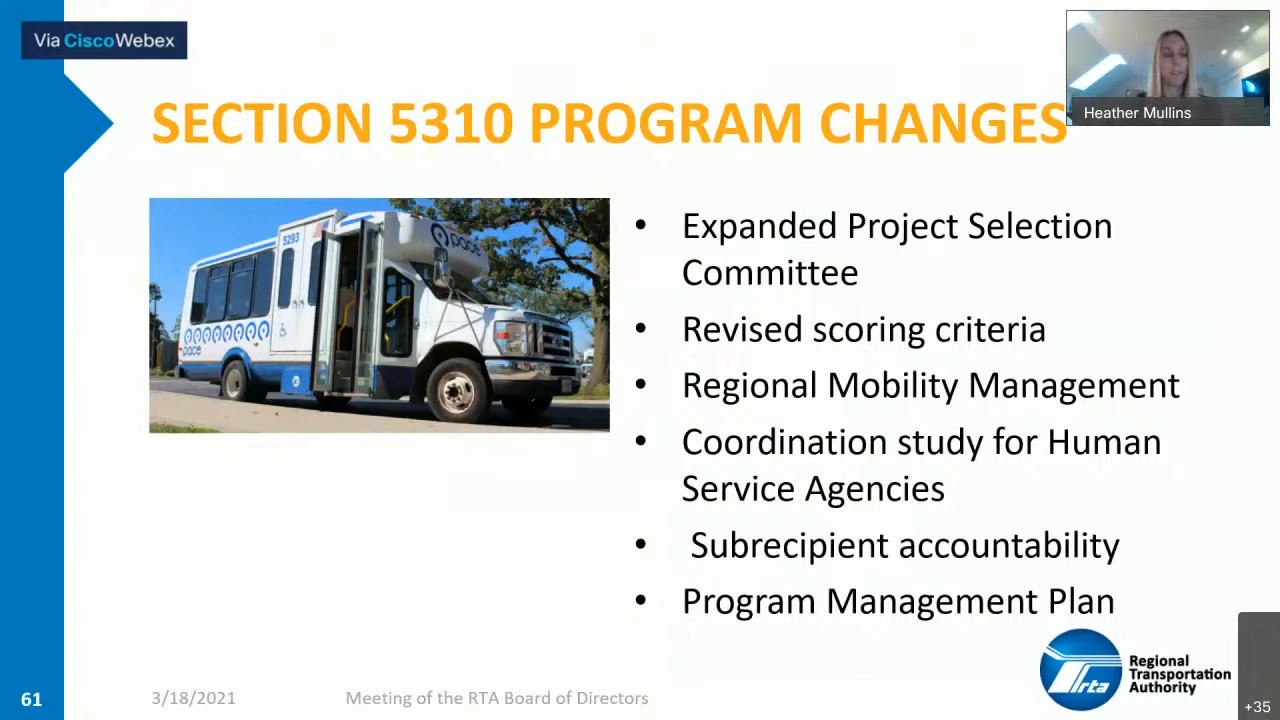 Via CiscoWebex
Heather Mullins
SECTION 5310 PROGRAM CHANGES
5293
pace
pace
• Expanded Project Selection
Committee
• Revised scoring criteria
• Regional Mobility Management
• Coordination study for Human
Service Agencies
• Subrecipient accountability
• Program Management Plan
rta
Regional
Transportation
Authority
61
3/18/2021
Meeting of the RTA Board of Directors
+35